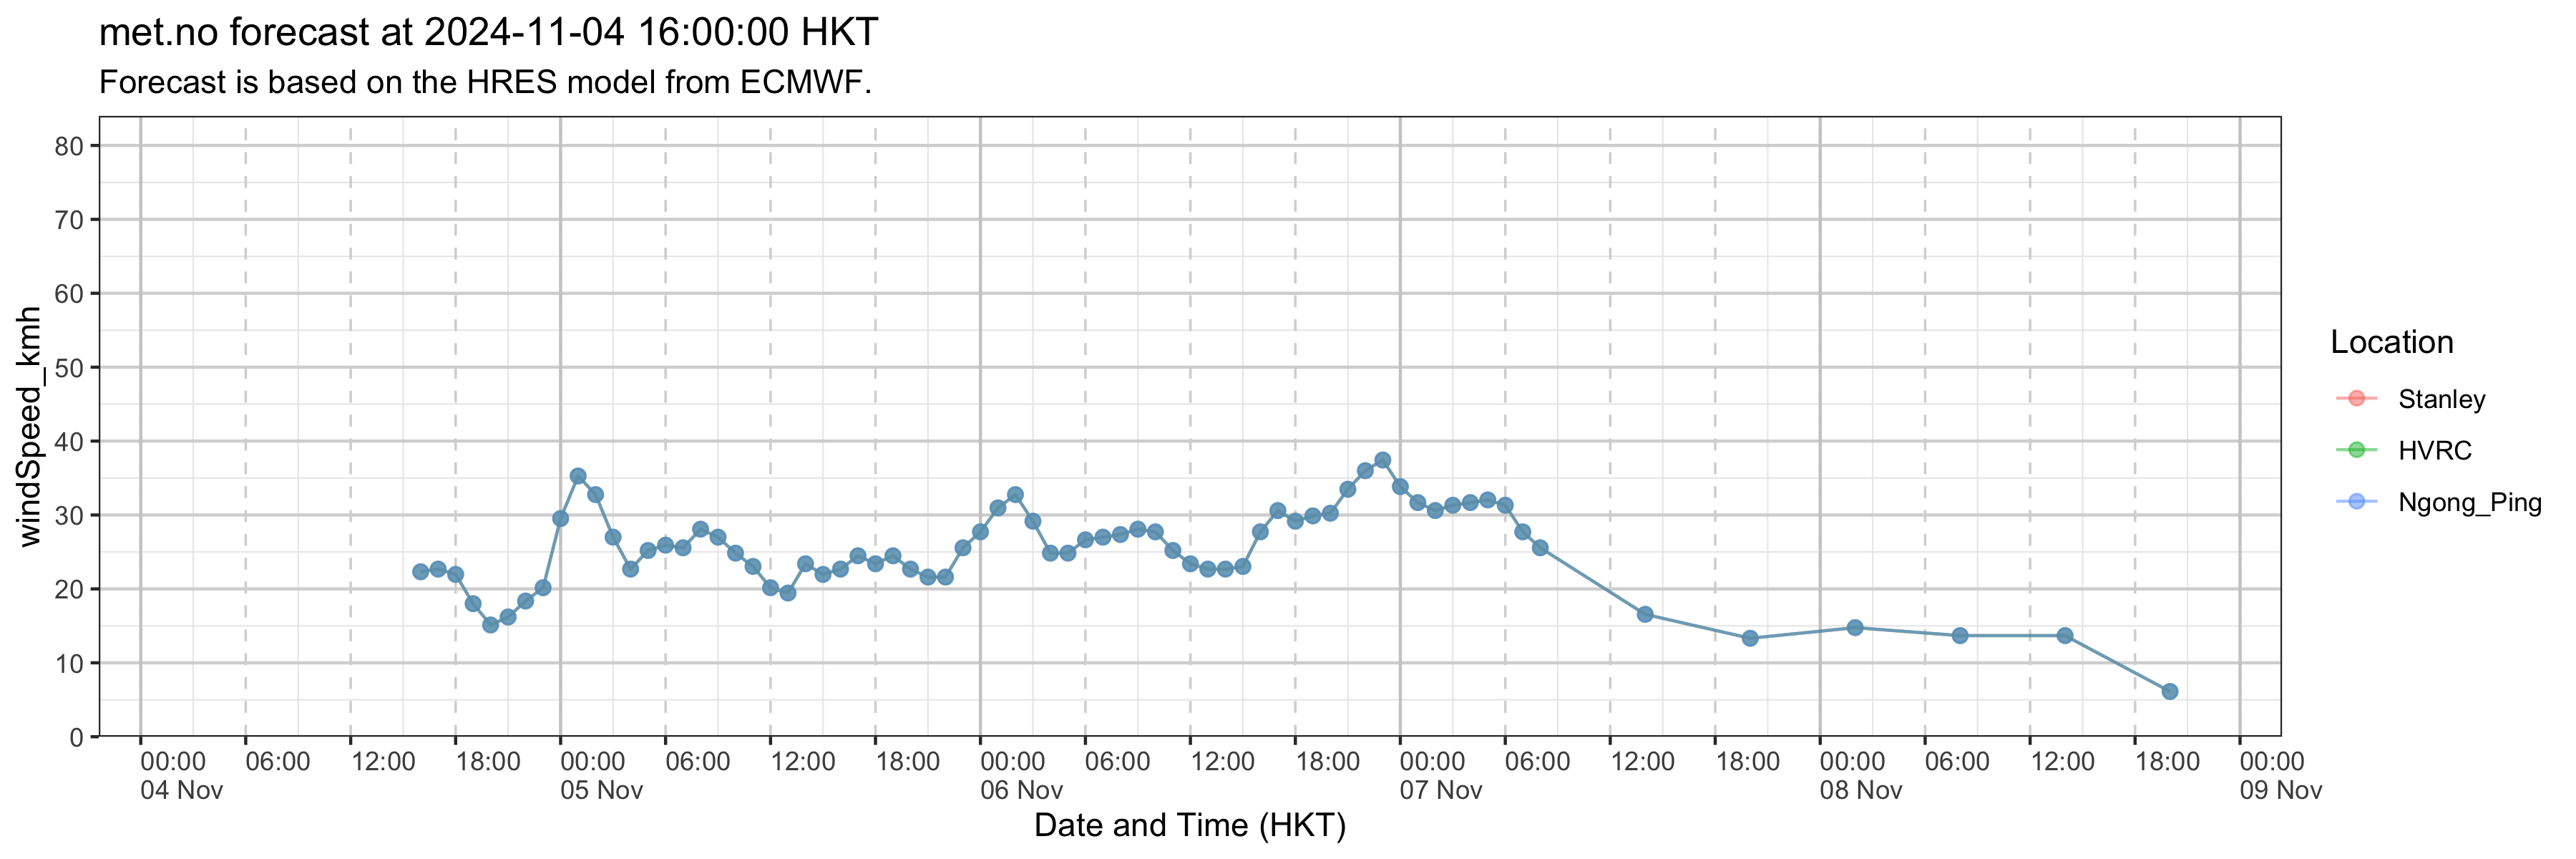 met.no forecast at 2024-11-04 16:00:00 HKT
Forecast is based on the HRES model from ECMWF.
windSpeed_kmh
80
70
60
50
40
30
20
10
0
00:00 06:00 12:00 18:00 00:00 06:00 12:00 18:00 00:00 06:00 12:00 18:00 00:00 06:00 12:00 18:00 00:00 06:00 12:00 18:00 00:00
04 Nov 05 Nov 06 Nov 07 Nov 08 Nov 09 Nov
Date and Time (HKT)
Location
Stanley
HVRC
Ngong_Ping